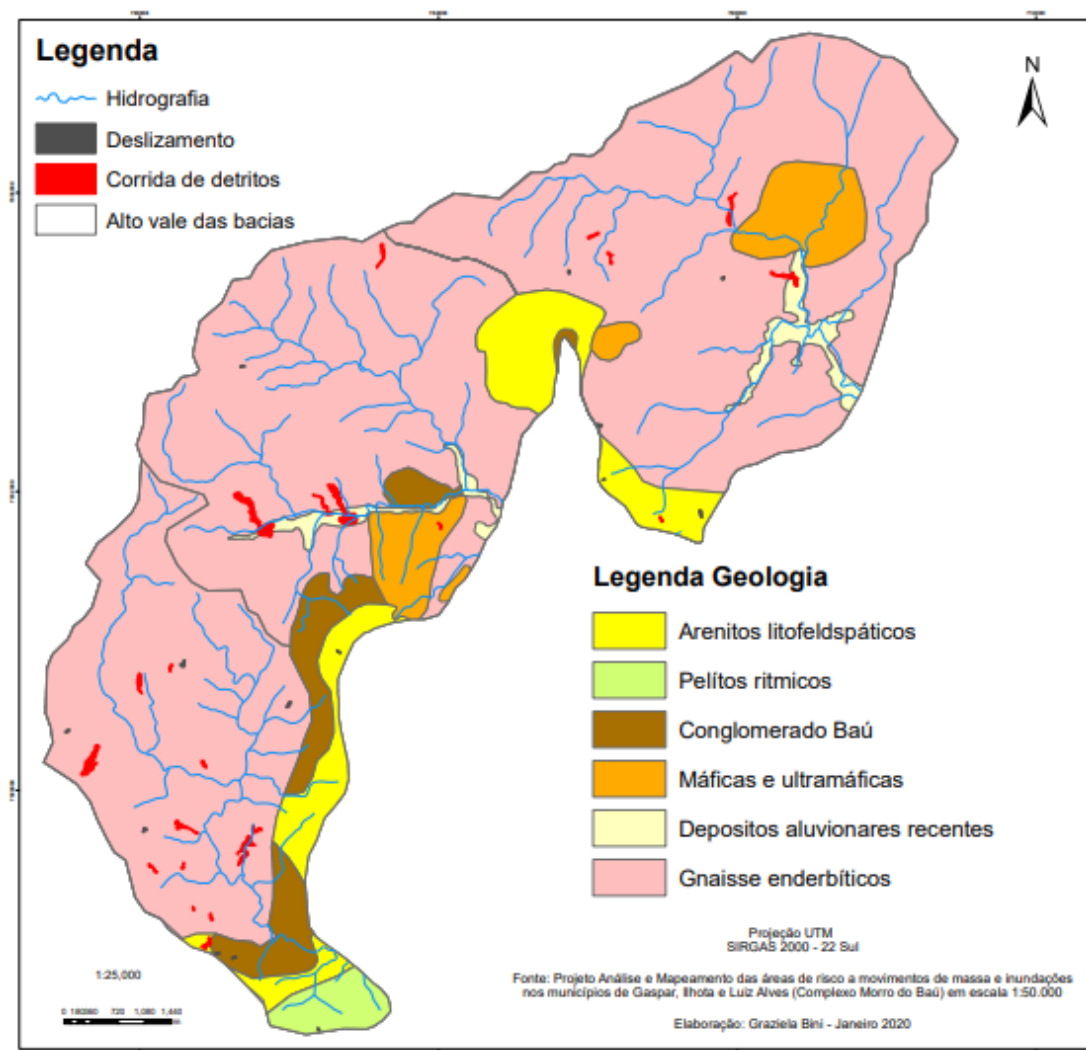 Legenda
Hidrografia
Deslizamento
Corrida de detritos
Alto vale das bacias
N
Legenda Geologia
Arenitos litofeldspáticos
Pelítos ritmicos
Conglomerado Baú
Máficas e ultramáficas
Depositos aluvionares recentes
Gnaisse enderbíticos
Projeção UTM
SIRGAS 2000 - 22 Sul
Fonte: Projeto Análise e Mapeamento das áreas de risco a movimentos de massa e inundações
nos municípios de Gaspar, Ilhota e Luiz Alves (Complexo Morro do Baú) em escala 1:50.000
Elaboração: Graziela Bini - Janeiro 2020
1:25,000
720 1,080 1,440